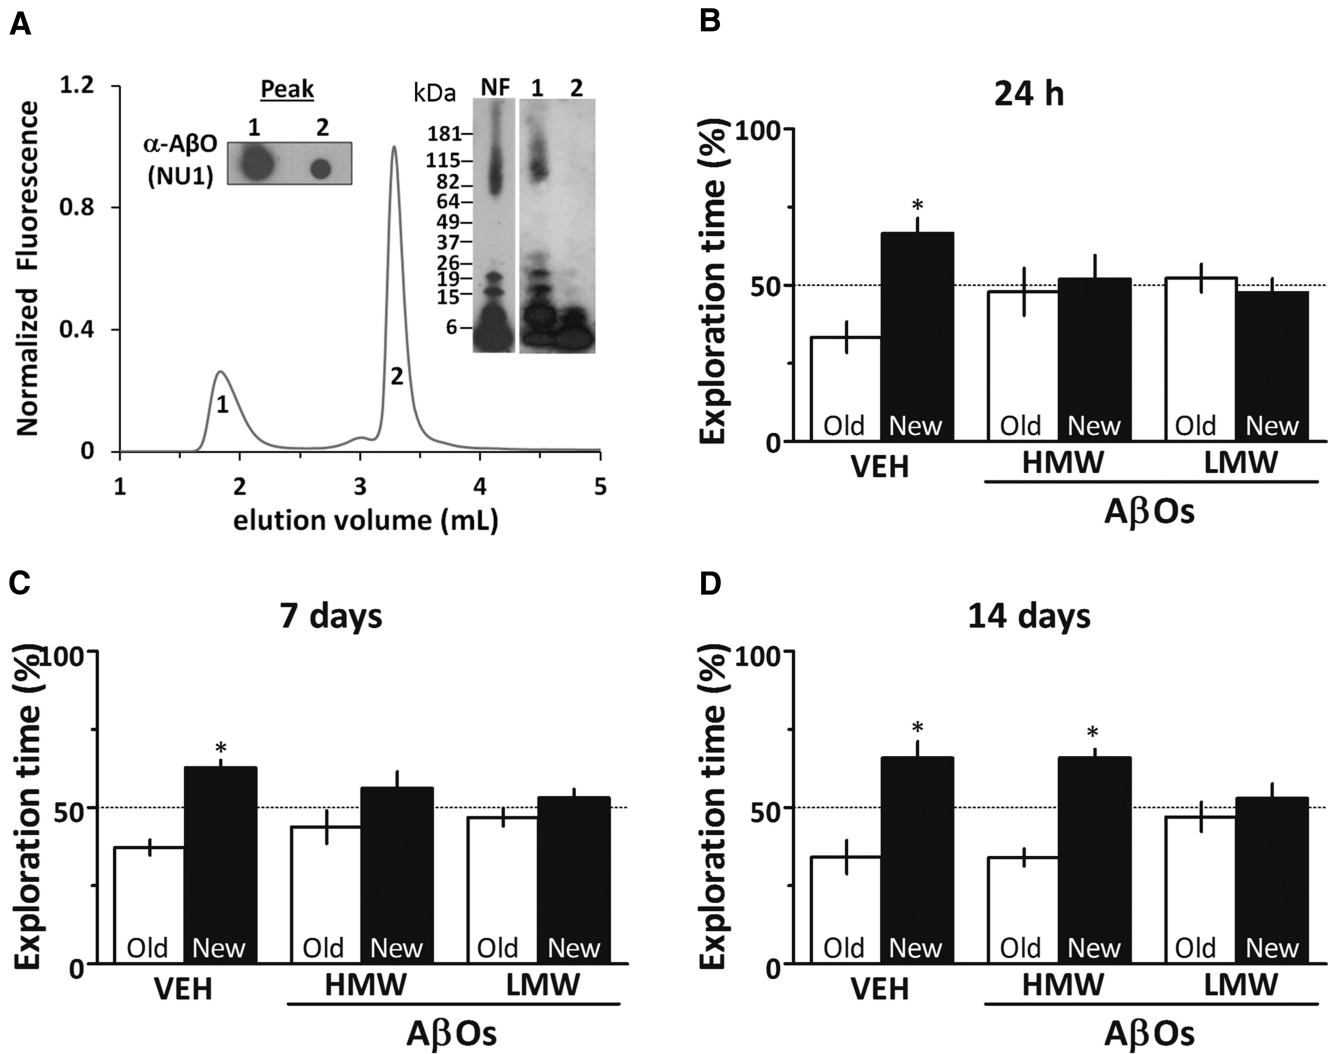 A
1.2
0.8
0.4
0
Normalized Fluorescence
Peak
1 2
α-AβO
(NU1)
1
2
kDa NF 1 2
181
115
82
64
49
37
26
19
15
6
1 2 3 4 5
elution volume (mL)
B
24 h
Exploration time (%)
100
50
0
*
Old New Old New Old New
VEH HMW LMW
AβOs
C
7 days
Exploration time (%)
100
50
0
*
Old New Old New Old New
VEH HMW LMW
AβOs
D
14 days
Exploration time (%)
100
50
0
* *
Old New Old New Old New
VEH HMW LMW
AβOs